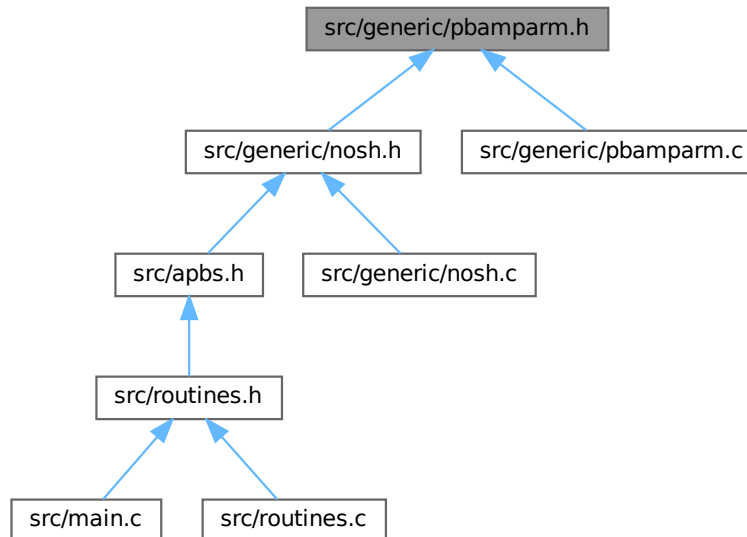 src/generic/pbamparm.h
src/generic/nosh.h
src/generic/pbamparm.c
src/apbs.h
src/generic/nosh.c
src/routines.h
src/main.c
src/routines.c